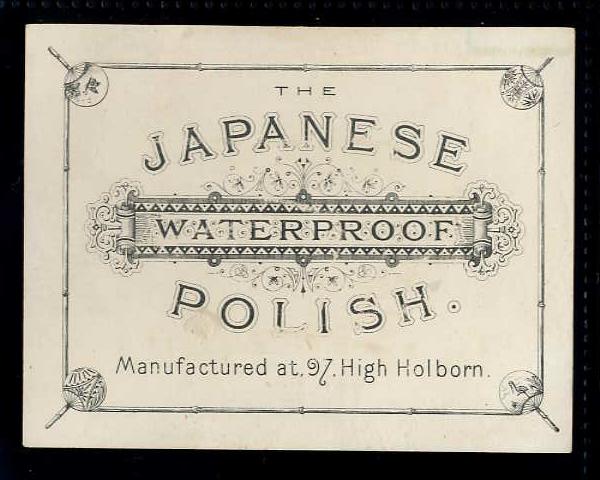 THE
JAPANESE
WATERPROOF
POLISH.
Manufactured at. 97. High Holborn.